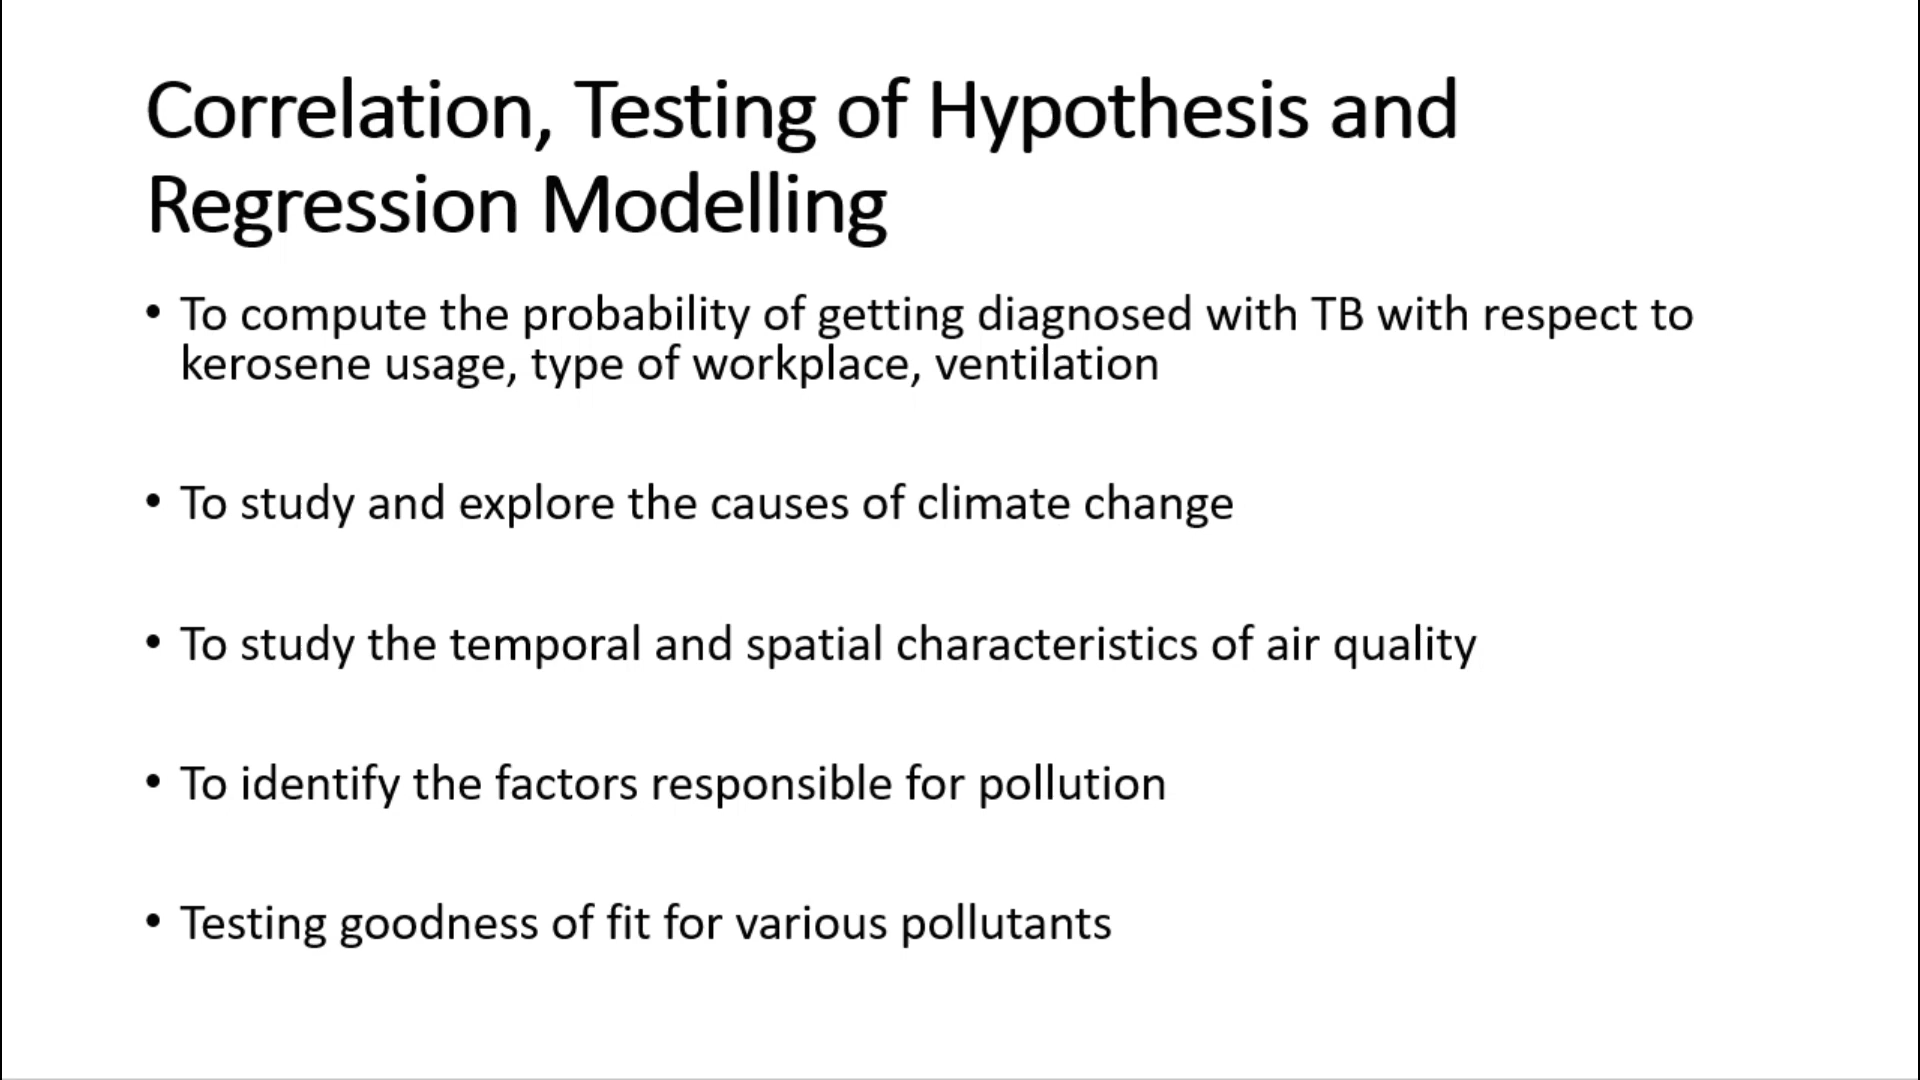 Correlation, Testing of Hypothesis and
Regression Modelling
• To compute the probability of getting diagnosed with TB with respect to
kerosene usage, type of workplace, ventilation
• To study and explore the causes of climate change
• To study the temporal and spatial characteristics of air quality
• To identify the factors responsible for pollution
• Testing goodness of fit for various pollutants